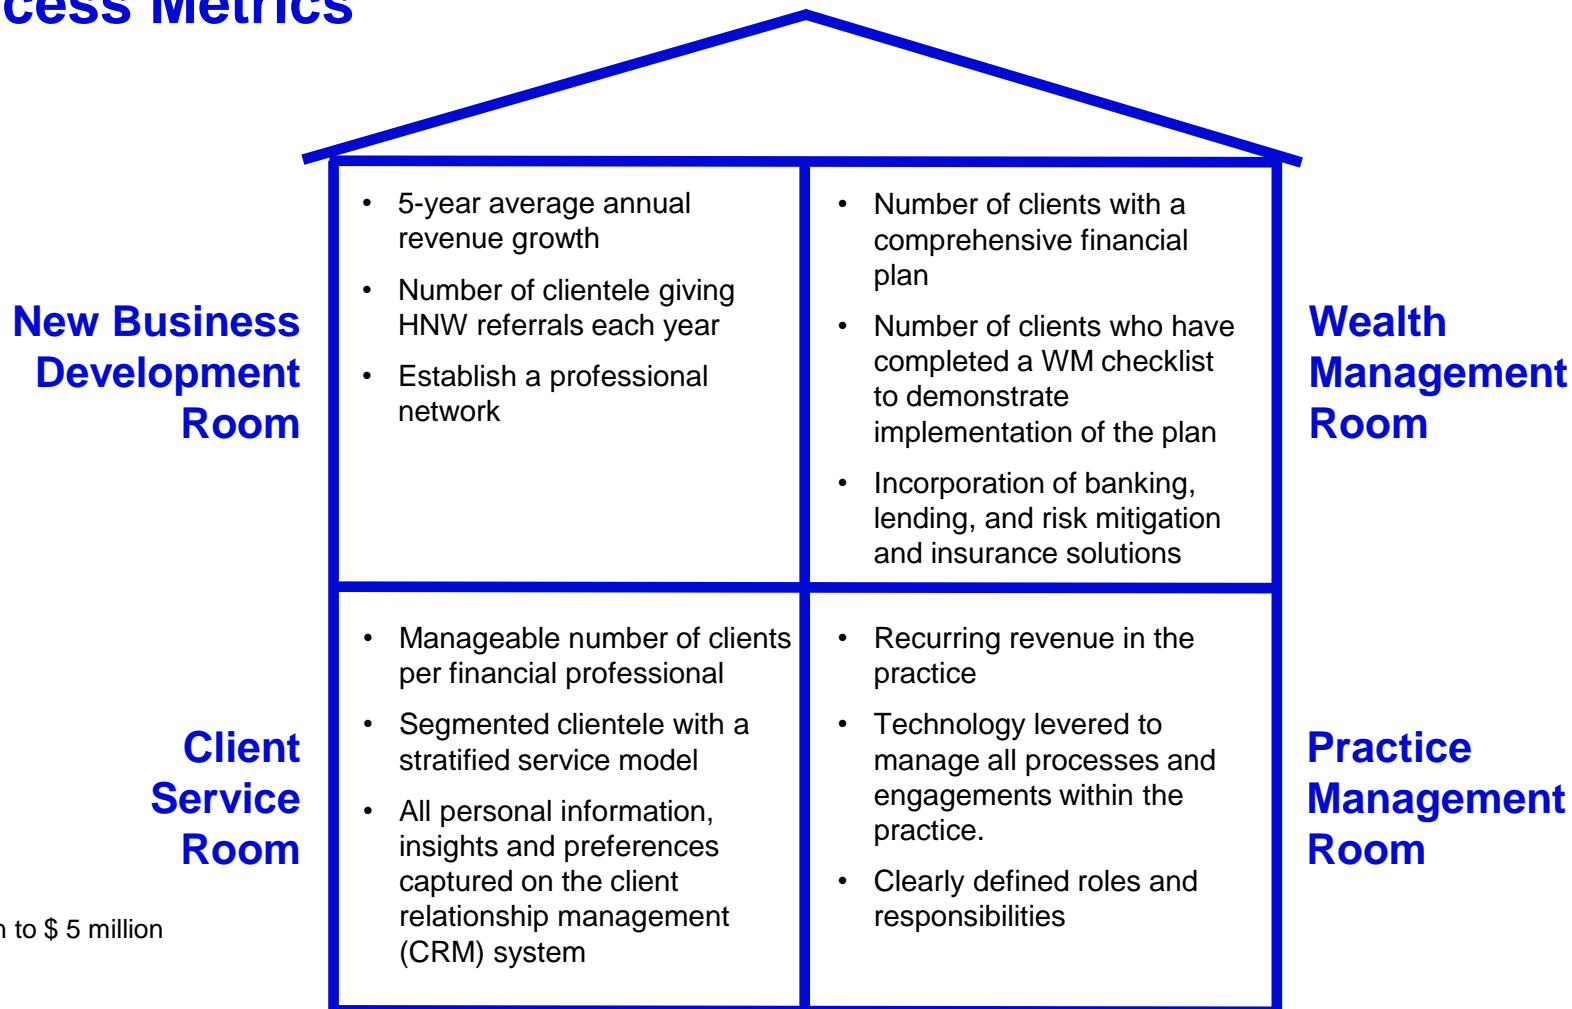 cess Metrics
New Business
Development
Room
• 5-year average annual
revenue growth
• Number of clientele giving
HNW referrals each year
• Establish a professional
network
• Number of clients with a
comprehensive financial
plan
• Number of clients who have
completed a WM checklist
to demonstrate
implementation of the plan
• Incorporation of banking,
lending, and risk mitigation
and insurance solutions
Wealth
Management
Room
Client
Service
Room
• Manageable number of clients
per financial professional
• Segmented clientele with a
stratified service model
• All personal information,
insights and preferences
captured on the client
relationship management
(CRM) system
• Recurring revenue in the
practice
• Technology levered to
manage all processes and
engagements within the
practice.
• Clearly defined roles and
responsibilities
Practice
Management
Room
n to $ 5 million